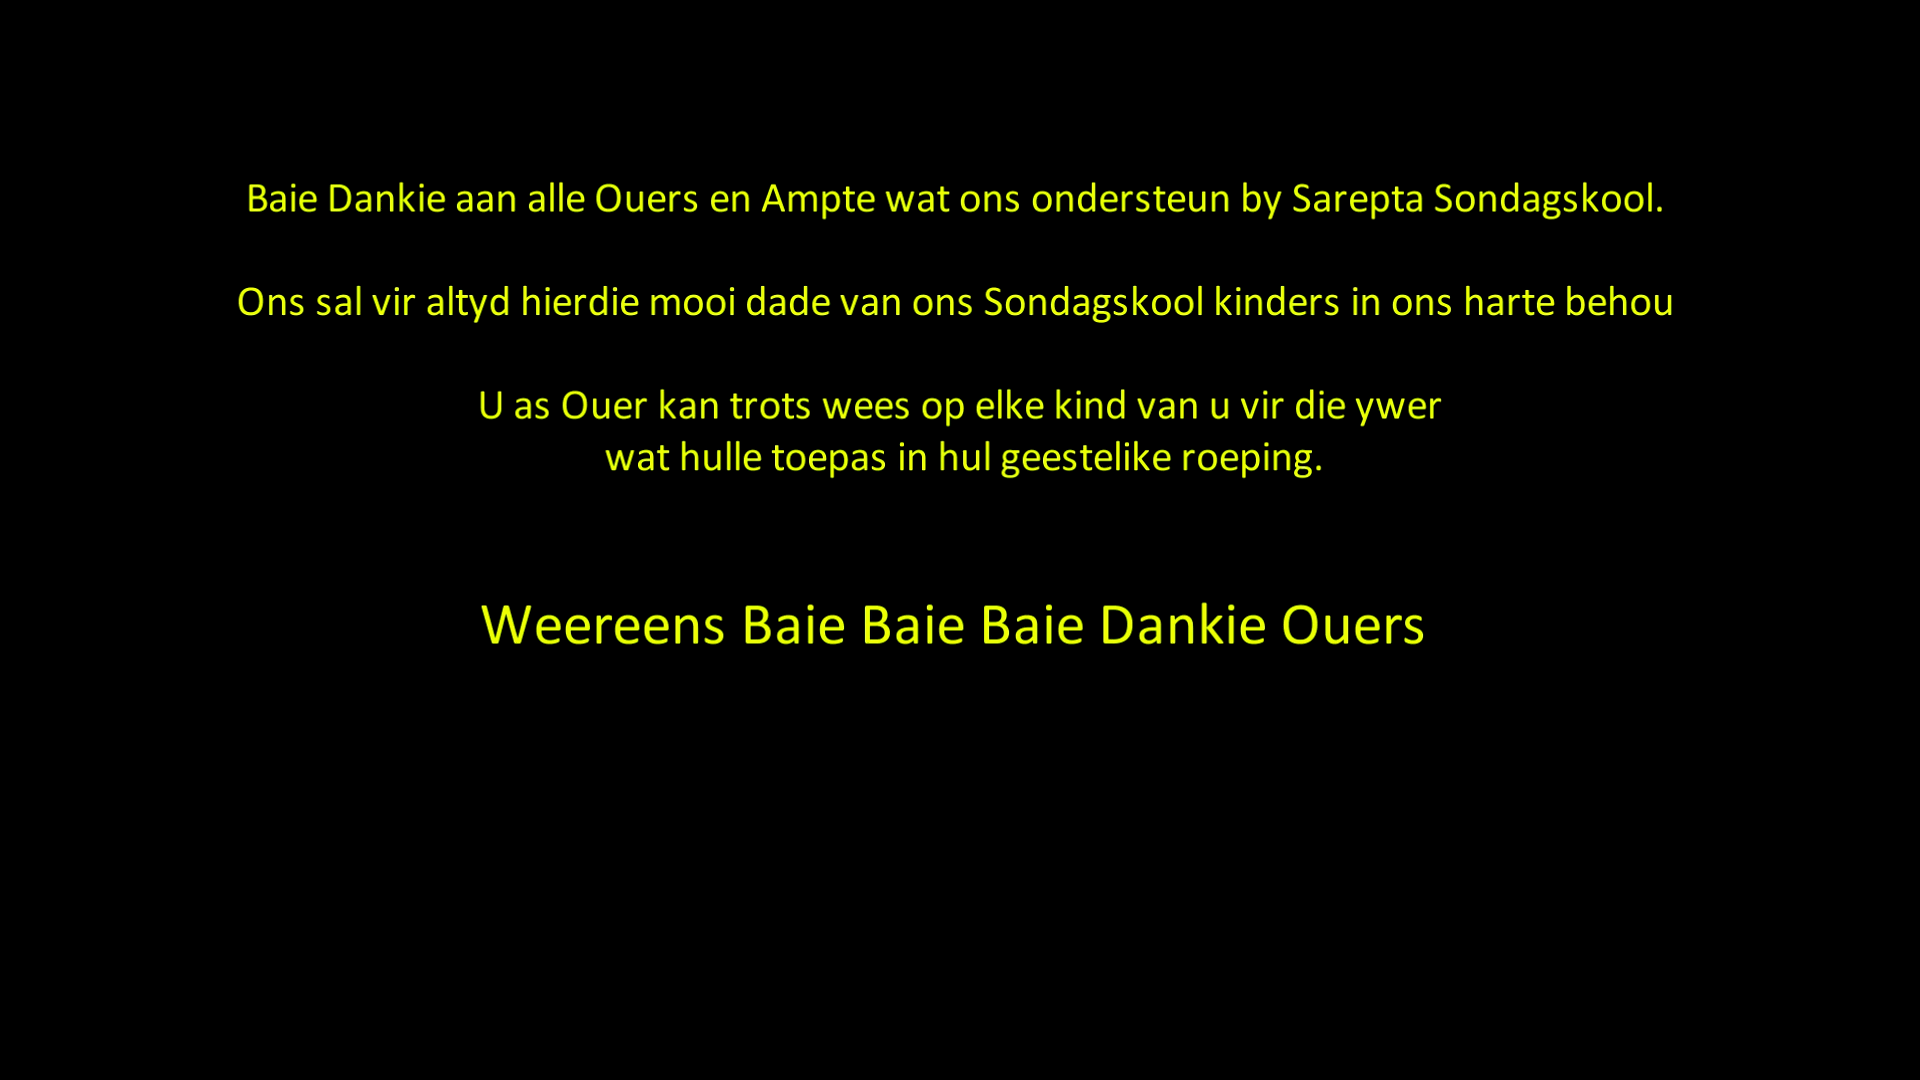 Baie Dankie aan alle Ouers en Ampte wat ons ondersteun by Sarepta Sondagskool.
Ons sal vir altyd hierdie mooi dade van ons Sondagskool kinders in ons harte behou
U as Ouer kan trots wees op elke kind van u vir die ywer
wat hulle toepas in hul geestelike roeping.
Weereens Baie Baie Baie Dankie Ouers